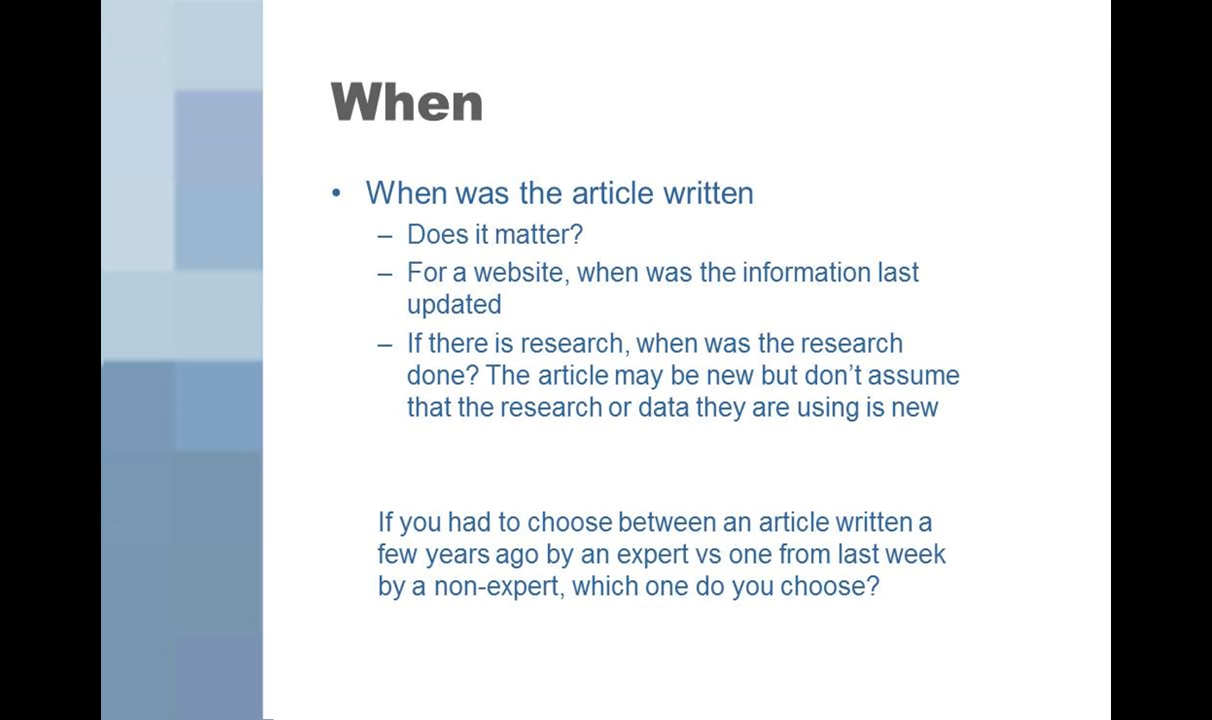 When
• When was the article written
– Does it matter?
– For a website, when was the information last
updated
– If there is research, when was the research
done? The article may be new but don’t assume
that the research or data they are using is new
If you had to choose between an article written a
few years ago by an expert vs one from last week
by a non-expert, which one do you choose?